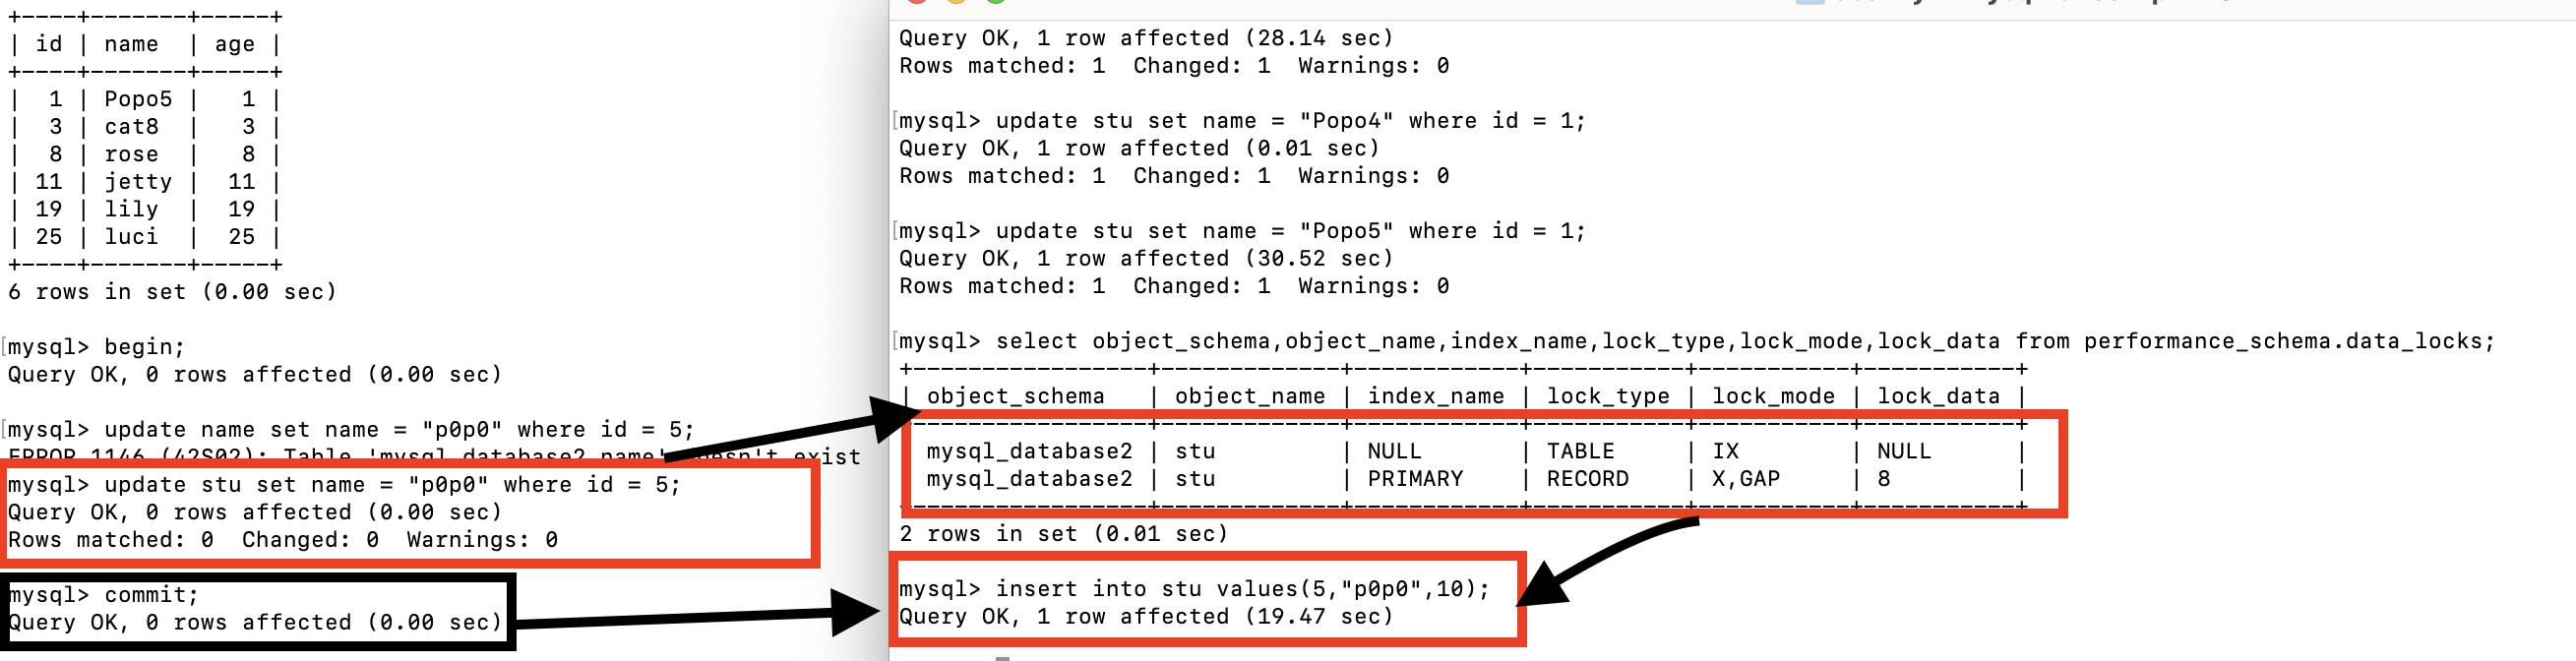 +----+-------+-----+
| id | name  | age |
+----+-------+-----+
|  1 | Popo5 |   1 |
|  3 | cat8  |   3 |
|  8 | rose  |   8 |
| 11 | jetty |  11 |
| 19 | lily  |  19 |
| 25 | luci  |  25 |
+----+-------+-----+
6 rows in set (0.00 sec)
[mysql> begin;
Query OK, 0 rows affected (0.00 sec)
[mysql> update name set name = "p0p0" where id = 5;
ERROR 1146 (42S02): Table 'mysql_database2.name' doesn't exist
mysql> update stu set name = "p0p0" where id = 5;
Query OK, 0 rows affected (0.00 sec)
Rows matched: 0  Changed: 0  Warnings: 0
mysql> commit;
Query OK, 0 rows affected (0.00 sec)
Query OK, 1 row affected (28.14 sec)
Rows matched: 1  Changed: 1  Warnings: 0
[mysql> update stu set name = "Popo4" where id = 1;
Query OK, 1 row affected (0.01 sec)
Rows matched: 1  Changed: 1  Warnings: 0
[mysql> update stu set name = "Popo5" where id = 1;
Query OK, 1 row affected (30.52 sec)
Rows matched: 1  Changed: 1  Warnings: 0
[mysql> select object_schema,object_name,index_name,lock_type,lock_mode,lock_data from performance_schema.data_locks;
+-----------------+-------------+------------+-----------+-----------+-----------+
| object_schema   | object_name | index_name | lock_type | lock_mode | lock_data |
+-----------------+-------------+------------+-----------+-----------+-----------+
mysql_database2 | stu         | NULL       | TABLE     | IX        | NULL      |
mysql_database2 | stu         | PRIMARY    | RECORD    | X,GAP     | 8         |
+-----------------+-------------+------------+-----------+-----------+-----------+
2 rows in set (0.01 sec)
mysql> insert into stu values(5,"p0p0",10);
Query OK, 1 row affected (19.47 sec)